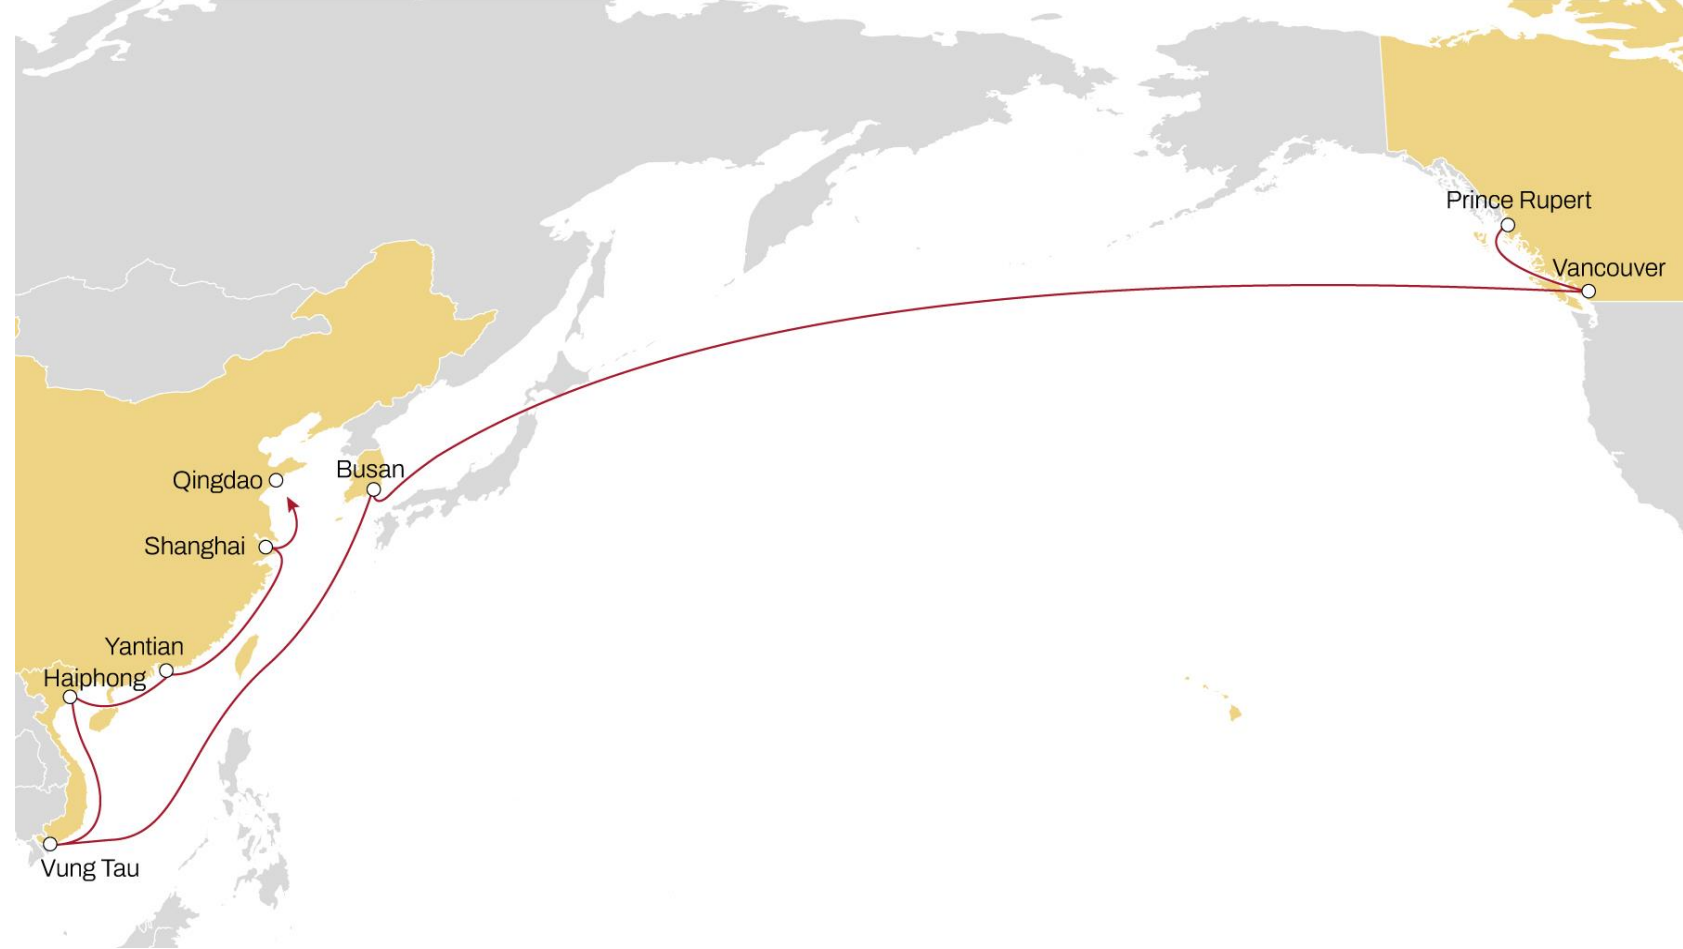 Prince Rupert
Vancouver
Busan
Qingdao
Shanghai
Yantian
Haiphong
Vung Tau